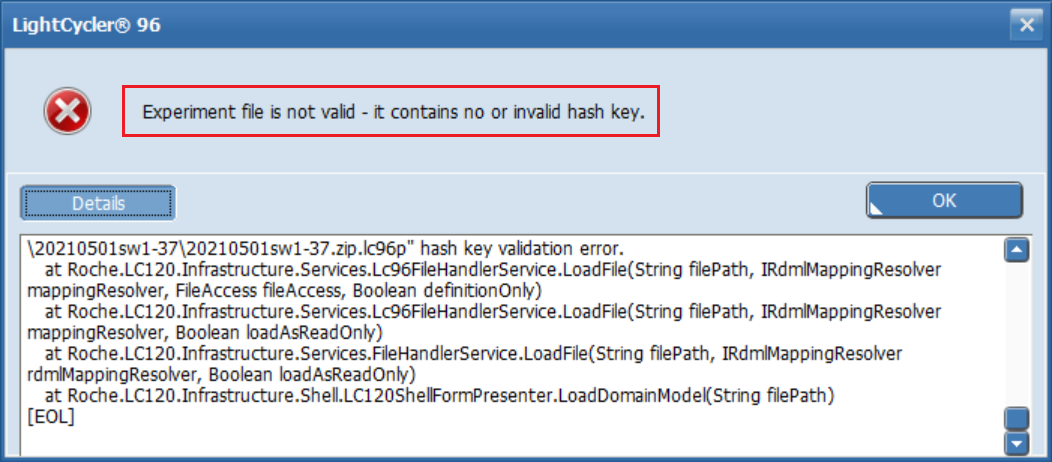 LightCycler® 96
Experiment file is not valid - it contains no or invalid hash key.
Details
OK
\20210501sw1-37\20210501sw1-37.zip.lc96p" hash key validation error.
at Roche.LC120.Infrastructure.Services.Lc96FileHandlerService.LoadFile(String filePath, IRdmlMappingResolver
mappingResolver, FileAccess fileAccess, Boolean definitionOnly)
at Roche.LC120.Infrastructure.Services.Lc96FileHandlerService.LoadFile(String filePath, IRdmlMappingResolver
mappingResolver, Boolean loadAsReadOnly)
at Roche.LC120.Infrastructure.Services.FileHandlerService.LoadFile(String filePath, IRdmlMappingResolver
rdmlMappingResolver, Boolean loadAsReadOnly)
at Roche.LC120.Infrastructure.Shell.LC120ShellFormPresenter.LoadDomainModel(String filePath)
[EOL]